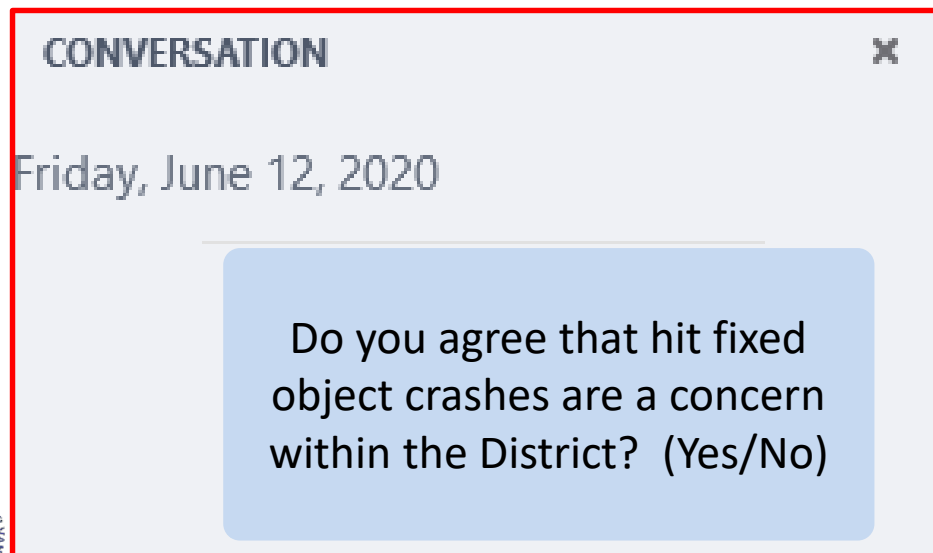 CONVERSATION
Friday, June 12, 2020
Do you agree that hit fixed
object crashes are a concern
within the District? (Yes/No)